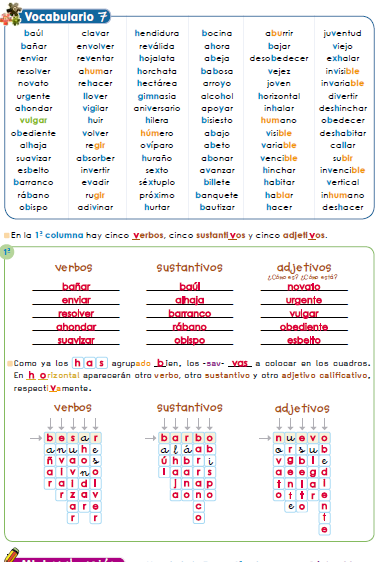 Vocabulario 7
baúl clavar hendidura bocina aburrir juventud
bañar envolver reválida ahora bajar viejo
enviar reventar hojalata abeja desobedecer exhalar
resolver ahumar horchata babosa vejez invisible
novato rehacer hectárea arroyo joven invariable
urgente llover gimnasia alcohol horizontal divertir
ahondar vigilar aniversario apoyar inhalar deshinchar
vulgar huir hilera bisiesto humano obedecer
obediente volver húmero abajo visible deshabitar
alhaja regir ovíparo abeto variable callar
suavizar absorber huraño abonar vencible subir
esbelto invertir sexto avanzar hinchar invencible
barranco evadir séxtuplo billete habitar vertical
rábano rugir próximo banquete hablar inhumano
obispo adivinar hurtar bautizar hacer deshacer
En la 1ª columna hay cinco verbos, cinco sustantivos y cinco adjetivos.
1º
verbos sustantivos adjetivos
¿Cómo es? ¿Cómo está?
bañar baúl novato
enviar alhaja urgente
resolver barranco vulgar
ahondar rábano obediente
suavizar obispo esbelto
Como ya los has agrupado bien, los -sav- vas a colocar en los cuadros.
En horizontal aparecerán otro verbo, otro sustantivo y otro adjetivo calificativo,
respectivamente.
verbos sustantivos adjetivos
b e s a r b a r b o n u e v o
a n u h e a l á a b o r s u b
ñ v a o s ú h b r i v g b l e
a i v n o l a a r s a e e g d
r a i d l j n a p t n l a i
r z a v a o n o o t t r e
a r e c e o n
r r o t
e